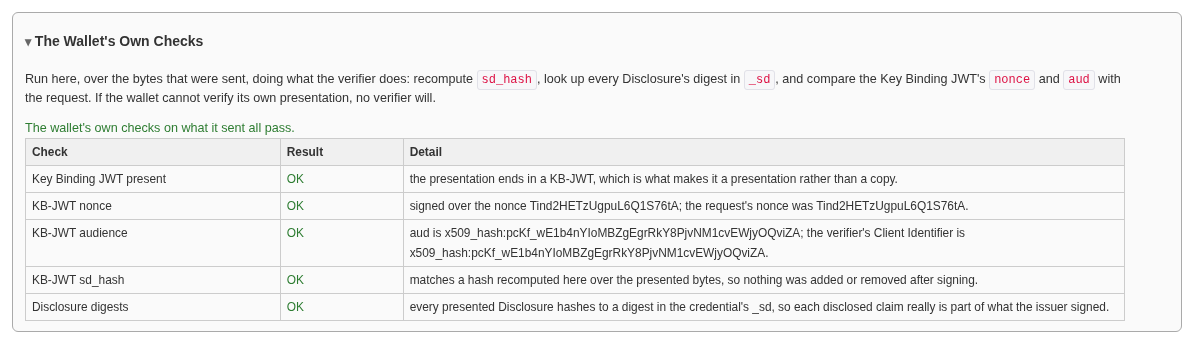 ▾ The Wallet's Own Checks
Run here, over the bytes that were sent, doing what the verifier does: recompute sd_hash, look up every Disclosure's digest in _sd, and compare the Key Binding JWT's nonce and aud with
the request. If the wallet cannot verify its own presentation, no verifier will.
The wallet's own checks on what it sent all pass.
Check Result Detail
Key Binding JWT present OK the presentation ends in a KB-JWT, which is what makes it a presentation rather than a copy.
KB-JWT nonce OK signed over the nonce Tind2HETzUgpuL6Q1S76tA; the request's nonce was Tind2HETzUgpuL6Q1S76tA.
KB-JWT audience OK aud is x509_hash:pcKf_wE1b4nYIoMBZgEgrRkY8PjvNM1cvEWjyOQviZA; the verifier's Client Identifier is
x509_hash:pcKf_wE1b4nYIoMBZgEgrRkY8PjvNM1cvEWjyOQviZA.
KB-JWT sd_hash OK matches a hash recomputed here over the presented bytes, so nothing was added or removed after signing.
Disclosure digests OK every presented Disclosure hashes to a digest in the credential's _sd, so each disclosed claim really is part of what the issuer signed.